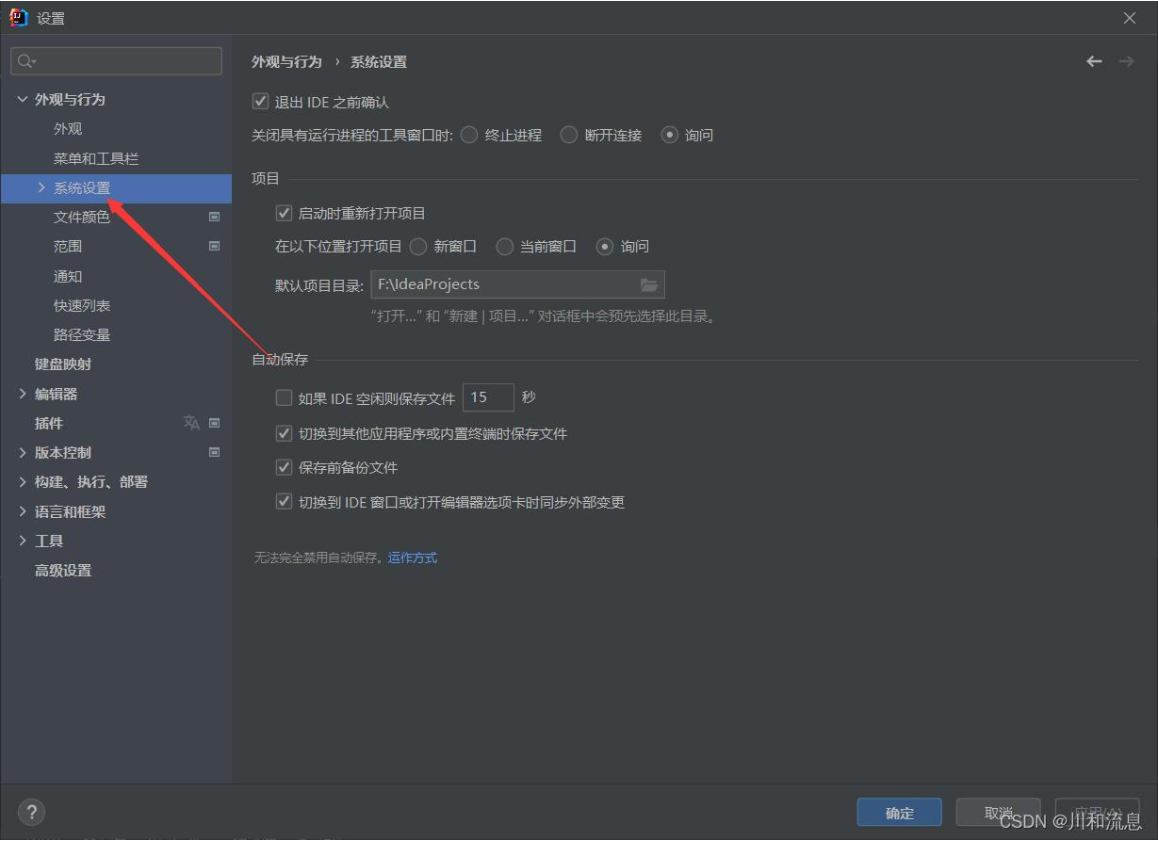 设置
外观与行为
外观
菜单和工具栏
系统设置
文件颜色
范围
通知
快速列表
路径变量
键盘映射
编辑器
插件
版本控制
构建、执行、部署
语言和框架
工具
高级设置
外观与行为 › 系统设置
退出 IDE 之前确认
关闭具有运行进程的工具窗口时: 终止进程 断开连接 询问
项目
启动时重新打开项目
在以下位置打开项目 新窗口 当前窗口 询问
默认项目目录: F:\IdeaProjects
“打开...” 和 “新建 | 项目...” 对话框中会预先选择此目录。
自动保存
如果 IDE 空闲则保存文件 15 秒
切换到其他应用程序或内置终端时保存文件
保存前备份文件
切换到 IDE 窗口或打开编辑器选项卡时同步外部变更
无法完全禁用自动保存。运作方式
? 确定 取消 应用(A)
CSDN @川和流息